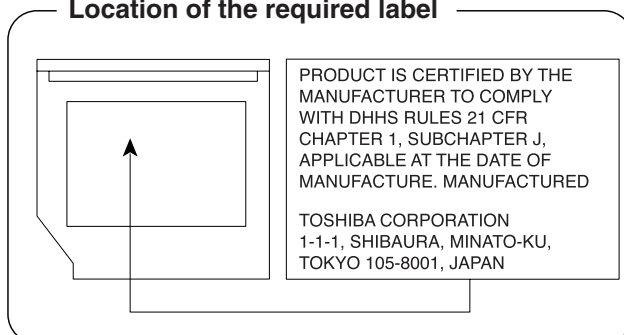 Location of the required label
PRODUCT IS CERTIFIED BY THE
MANUFACTURER TO COMPLY
WITH DHHS RULES 21 CFR
CHAPTER 1, SUBCHAPTER J,
APPLICABLE AT THE DATE OF
MANUFACTURE. MANUFACTURED
TOSHIBA CORPORATION
1-1-1, SHIBAURA, MINATO-KU,
TOKYO 105-8001, JAPAN